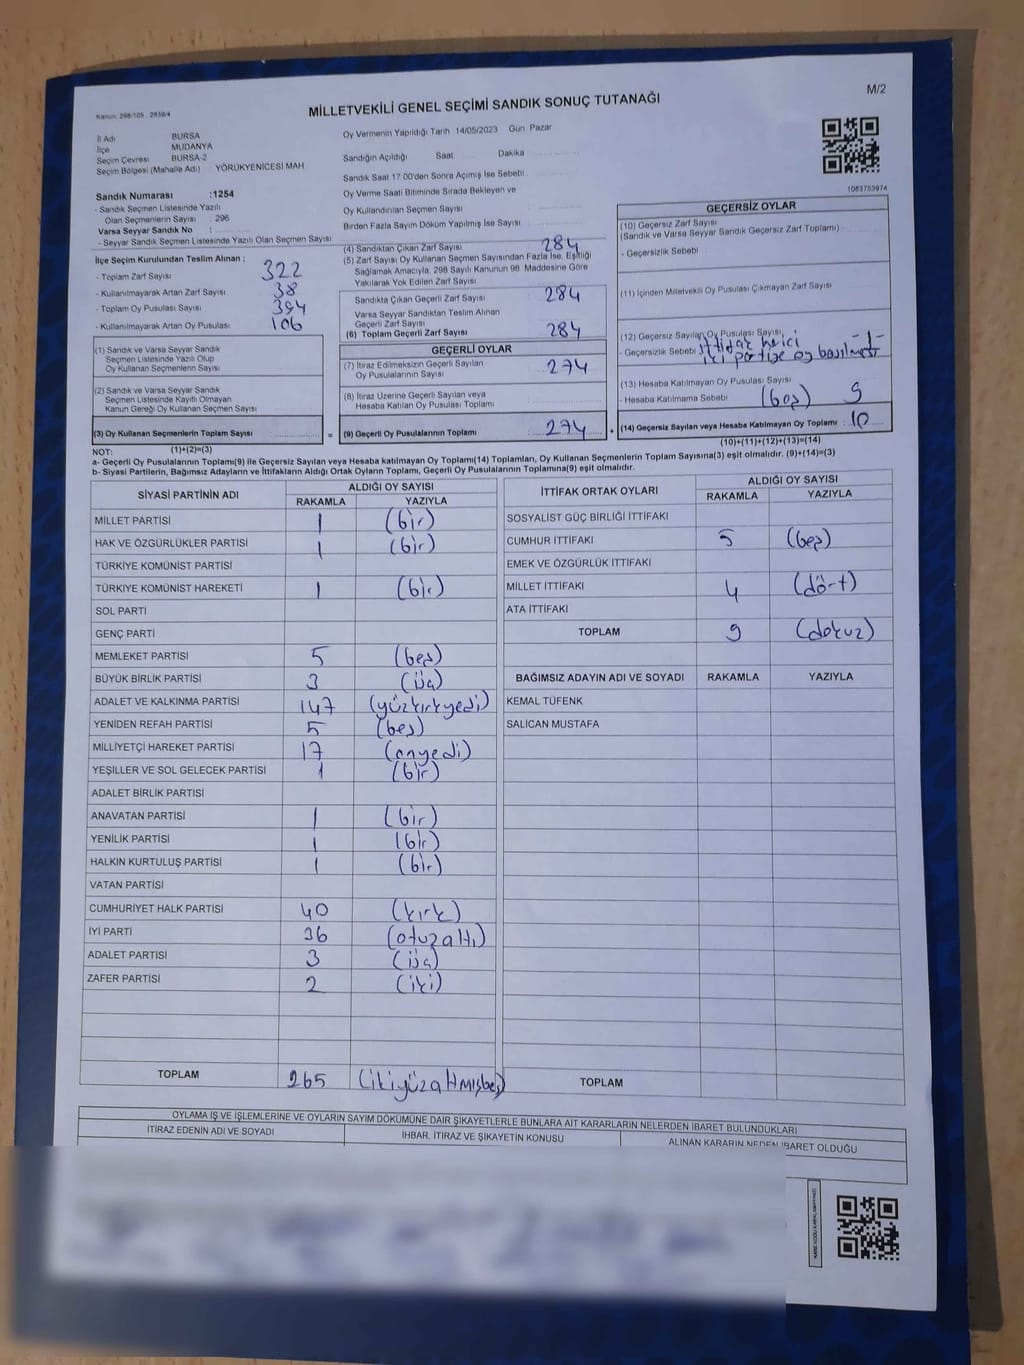 M/2
Kanun: 298/105 2839/4
MİLLETVEKİLİ GENEL SEÇİMİ SANDIK SONUÇ TUTANAĞI
İl Adı BURSA
İlçe MUDANYA
Seçim Çevresi BURSA-2
Seçim Bölgesi (Mahalle Adı) YÖRÜKYENİCESİ MAH
Sandık Numarası :1254
- Sandık Seçmen Listesinde Yazılı
Olan Seçmenlerin Sayısı : 296
Varsa Seyyar Sandık No :
- Seyyar Sandık Seçmen Listesinde Yazılı Olan Seçmen Sayısı
İlçe Seçim Kurulundan Teslim Alınan ;
- Toplam Zarf Sayısı 322
- Kullanılmayarak Artan Zarf Sayısı 38
- Toplam Oy Pusulası Sayısı 394
- Kullanılmayarak Artan Oy Pusulası 106
Oy Vermenin Yapıldığı Tarih 14/05/2023 Gün Pazar
Sandığın Açıldığı Saat Dakika
Sandık Saat 17 00'den Sonra Açımış İse Sebebi
Oy Verme Saati Bitiminde Sırada Bekleyen ve
Oy Kullandırılan Seçmen Sayısı
Birden Fazla Sayım Döküm Yapılmış İse Sayısı
(4) Sandıktan Çıkan Zarf Sayısı 284
(5) Zarf Sayısı Oy Kullanan Seçmen Sayısından Fazla İse, Eşitliği
Sağlamak Amacıyla, 298 Sayılı Kanunun 98 Maddesine Göre
Yakılarak Yok Edilen Zarf Sayısı
Sandıkta Çıkan Geçerli Zarf Sayısı 284
Varsa Seyyar Sandıktan Teslim Alınan
Geçerli Zarf Sayısı
(6) Toplam Geçerli Zarf Sayısı 284
1083753974
GEÇERSİZ OYLAR
(10) Geçersiz Zarf Sayısı
(Sandık ve Varsa Seyyar Sandık Geçersiz Zarf Toplamı)
- Geçersizlik Sebebi
(11) İçinden Milletvekili Oy Pusulası Çıkmayan Zarf Sayısı
(12) Geçersiz Sayılan Oy Pusulası Sayısı -1-
- Geçersizlik Sebebi ittifak harici
iki partiye oy basılması
(13) Hesaba Katılmayan Oy Pusulası Sayısı
- Hesaba Katılmama Sebebi (boş) 9
(14) Geçersiz Sayılan veya Hesaba Katılmayan Oy Toplamı : 10
(10)+(11)+(12)+(13)=(14)
(1) Sandık ve Varsa Seyyar Sandık
Seçmen Listesinde Yazılı Olup
Oy Kullanan Seçmenlerin Sayısı
(2) Sandık ve Varsa Seyyar Sandık
Seçmen Listesinde Kayıtlı Olmayan
Kanun Gereği Oy Kullanan Seçmen Sayısı
(3) Oy Kullanan Seçmenlerin Toplam Sayısı
(1)+(2)=(3)
GEÇERLİ OYLAR
(7) İtiraz Edilmeksizin Geçerli Sayılan
Oy Pusulalarının Sayısı 274
(8) İtiraz Üzerine Geçerli Sayılan veya
Hesaba Katılan Oy Pusulası Toplamı
= (9) Geçerli Oy Pusulalarının Toplamı 274 +
NOT:
a- Geçerli Oy Pusulalarının Toplamı(9) ile Geçersiz Sayılan veya Hesaba katılmayan Oy Toplamı(14) Toplamları, Oy Kullanan Seçmenlerin Toplam Sayısına(3) eşit olmalıdır. (9)+(14)=(3)
b- Siyasi Partilerin, Bağımsız Adayların ve İttifakların Aldığı Ortak Oyların Toplamı, Geçerli Oy Pusulalarının Toplamına(9) eşit olmalıdır.
SİYASİ PARTİNİN ADI ALDIĞI OY SAYISI
RAKAMLA YAZIYLA
MİLLET PARTİSİ 1 (bir)
HAK VE ÖZGÜRLÜKLER PARTİSİ 1 (bir)
TÜRKİYE KOMÜNİST PARTİSİ
TÜRKİYE KOMÜNİST HAREKETİ 1 (bir)
SOL PARTİ
GENÇ PARTİ
MEMLEKET PARTİSİ 5 (beş)
BÜYÜK BİRLİK PARTİSİ 3 (üç)
ADALET VE KALKINMA PARTİSİ 147 (yüzkırkyedi)
YENİDEN REFAH PARTİSİ 5 (beş)
MİLLİYETÇİ HAREKET PARTİSİ 17 (onyedi)
YEŞİLLER VE SOL GELECEK PARTİSİ 1 (bir)
ADALET BİRLİK PARTİSİ
ANAVATAN PARTİSİ 1 (bir)
YENİLİK PARTİSİ 1 (bir)
HALKIN KURTULUŞ PARTİSİ 1 (bir)
VATAN PARTİSİ
CUMHURİYET HALK PARTİSİ 40 (kırk)
İYİ PARTİ 36 (otuzaltı)
ADALET PARTİSİ 3 (üç)
ZAFER PARTİSİ 2 (iki)
TOPLAM 265 (ikiyüzaltmışbeş)
İTTİFAK ORTAK OYLARI ALDIĞI OY SAYISI
RAKAMLA YAZIYLA
SOSYALİST GÜÇ BİRLİĞİ İTTİFAKI
CUMHUR İTTİFAKI 5 (beş)
EMEK VE ÖZGÜRLÜK İTTİFAKI
MİLLET İTTİFAKI 4 (dört)
ATA İTTİFAKI
TOPLAM 9 (dokuz)
BAĞIMSIZ ADAYIN ADI VE SOYADI RAKAMLA YAZIYLA
KEMAL TÜFENK
SALİCAN MUSTAFA
TOPLAM
OYLAMA İŞ VE İŞLEMLERİNE VE OYLARIN SAYIM DÖKÜMÜNE DAİR ŞİKAYETLERLE BUNLARA AİT KARARLARIN NELERDEN İBARET BULUNDUKLARI
İTİRAZ EDENİN ADI VE SOYADI İHBAR, İTİRAZ VE ŞİKAYETİN KONUSU ALINAN KARARIN NEDEN İBARET OLDUĞU